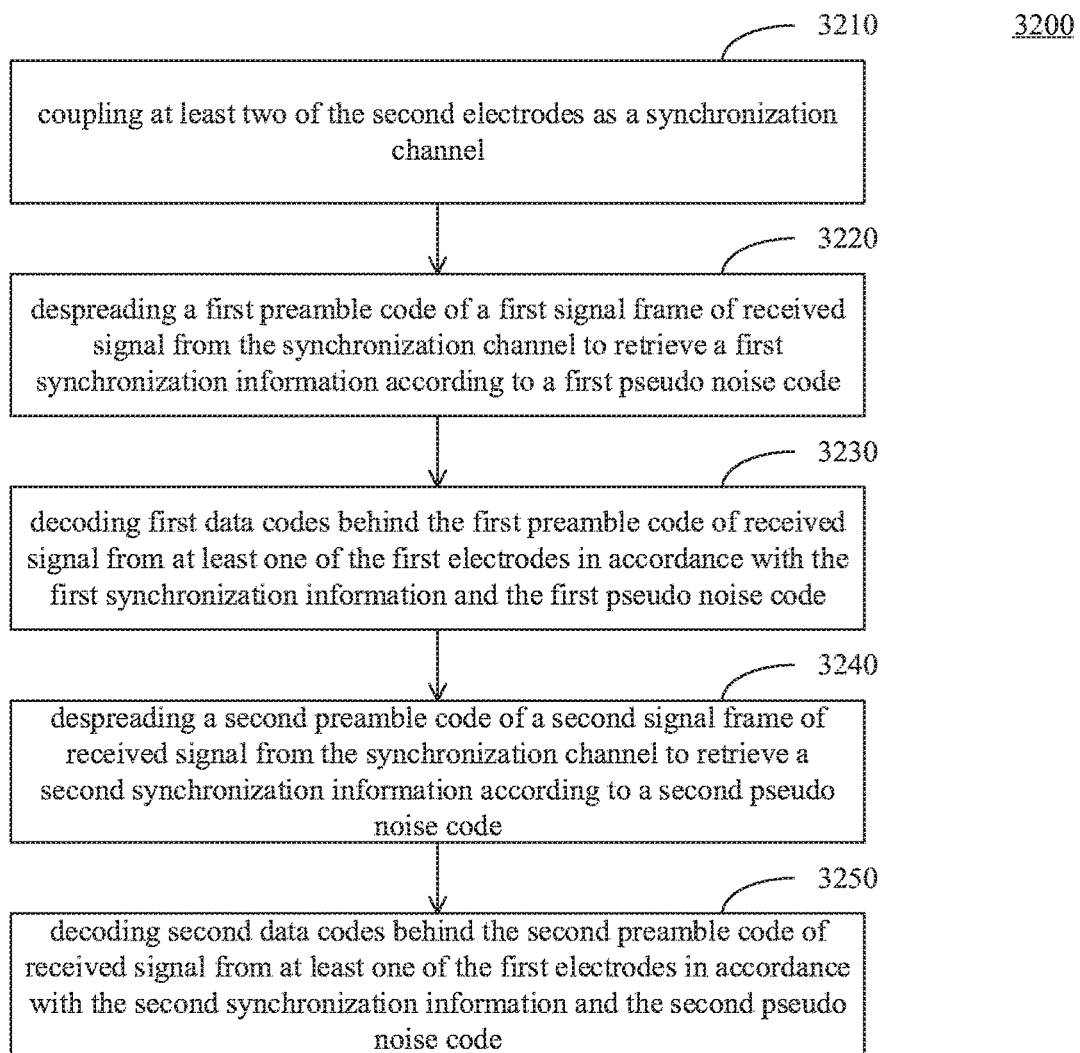 3210
3200
coupling at least two of the second electrodes as a synchronization
channel
3220
despreading a first preamble code of a first signal frame of received
signal from the synchronization channel to retrieve a first
synchronization information according to a first pseudo noise code
3230
decoding first data codes behind the first preamble code of received
signal from at least one of the first electrodes in accordance with the
first synchronization information and the first pseudo noise code
3240
despreading a second preamble code of a second signal frame of
received signal from the synchronization channel to retrieve a
second synchronization information according to a second pseudo
noise code
3250
decoding second data codes behind the second preamble code of
received signal from at least one of the first electrodes in accordance
with the second synchronization information and the second pseudo
noise code